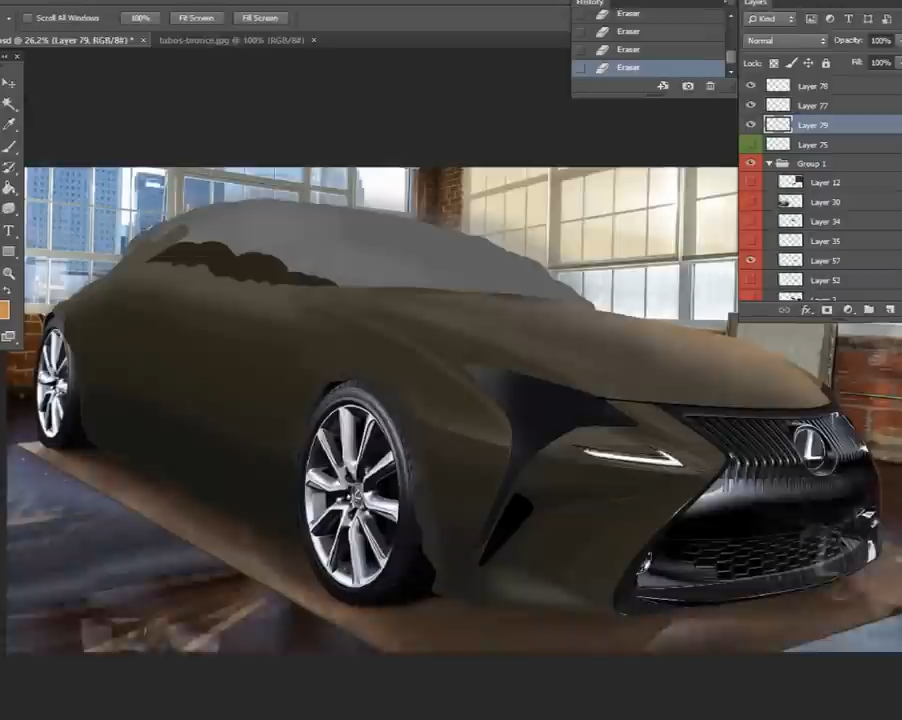 History
Layers
Scroll All Windows 100% Fit Screen Fill Screen
Eraser
Eraser
Eraser
Eraser
Kind
Normal Opacity: 100%
Lock: Fill: 100%
psd @ 26,2% (Layer 79, RGB/8#) * ×
tubos-bronce.jpg @ 100% (RGB/8#) ×
Layer 78
Layer 77
Layer 79
Layer 75
Group 1
Layer 12
Layer 30
Layer 34
Layer 35
Layer 57
Layer 52